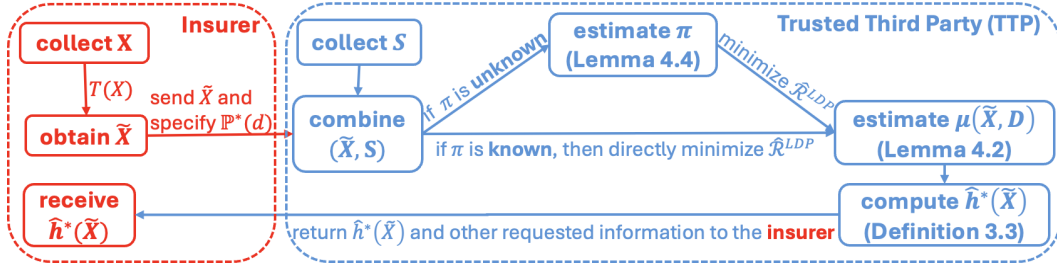 Insurer
collect X
T(X)
obtain X̃
send X̃ and
specify ℙ*(d)
receive
ĥ*(X̃)
Trusted Third Party (TTP)
collect S
combine
(X̃, S)
if π is unknown
estimate π
(Lemma 4.4)
minimize ℛ̂^LDP
if π is known, then directly minimize ℛ̂^LDP
estimate μ(X̃, D)
(Lemma 4.2)
compute ĥ*(X̃)
(Definition 3.3)
return ĥ*(X̃) and other requested information to the insurer